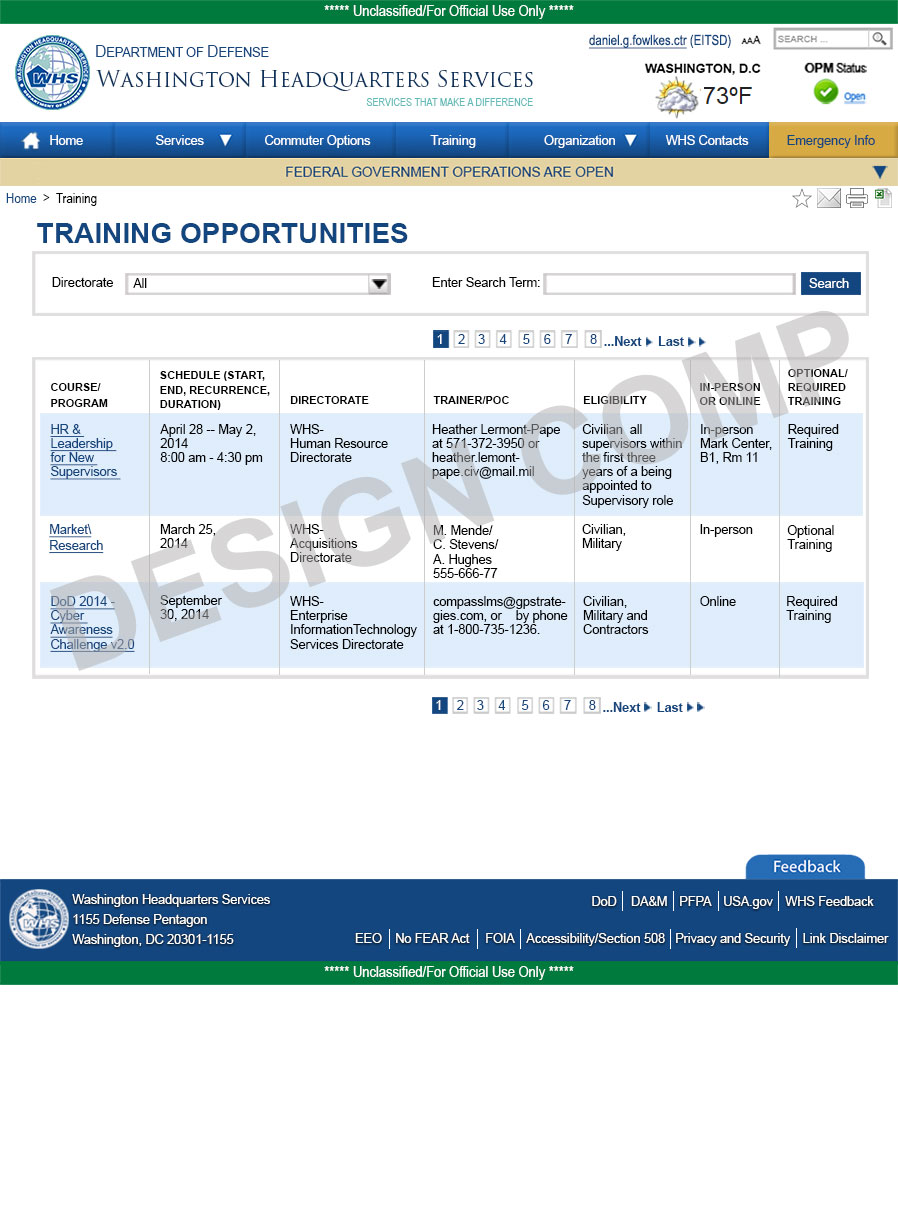 ***** Unclassified/For Official Use Only *****
DEPARTMENT OF DEFENSE
WASHINGTON HEADQUARTERS SERVICES
SERVICES THAT MAKE A DIFFERENCE
WHS
daniel.g.fowlkes.ctr (EITSD) AAA
SEARCH ...
WASHINGTON, D.C
73ºF
OPM Status
Open
Home Services Commuter Options Training Organization WHS Contacts Emergency Info
FEDERAL GOVERNMENT OPERATIONS ARE OPEN
Home > Training
TRAINING OPPORTUNITIES
Directorate All Enter Search Term: Search
1 2 3 4 5 6 7 8 ...Next Last
COURSE/
PROGRAM
SCHEDULE (START,
END, RECURRENCE,
DURATION)
DIRECTORATE
TRAINER/POC
ELIGIBILITY
IN-PERSON
OR ONLINE
OPTIONAL/
REQUIRED
TRAINING
HR &
Leadership
for New
Supervisors
April 28 -- May 2,
2014
8:00 am - 4:30 pm
WHS-
Human Resource
Directorate
Heather Lermont-Pape
at 571-372-3950 or
heather.lemont-
pape.civ@mail.mil
Civilian, all
supervisors within
the first three
years of a being
appointed to
Supervisory role
In-person
Mark Center,
B1, Rm 11
Required
Training
Market\
Research
March 25,
2014
WHS-
Acquisitions
Directorate
M. Mende/
C. Stevens/
A. Hughes
555-666-77
Civilian,
Military
In-person
Optional
Training
DoD 2014 -
Cyber
Awareness
Challenge v2.0
September
30, 2014
WHS-
Enterprise
InformationTechnology
Services Directorate
compasslms@gpstrate-
gies.com, or by phone
at 1-800-735-1236.
Civilian,
Military and
Contractors
Online
Required
Training
DESIGN COMP
1 2 3 4 5 6 7 8 ...Next Last
Feedback
WHS
Washington Headquarters Services
1155 Defense Pentagon
Washington, DC 20301-1155
DoD DA&M PFPA USA.gov WHS Feedback
EEO No FEAR Act FOIA Accessibility/Section 508 Privacy and Security Link Disclaimer
***** Unclassified/For Official Use Only *****